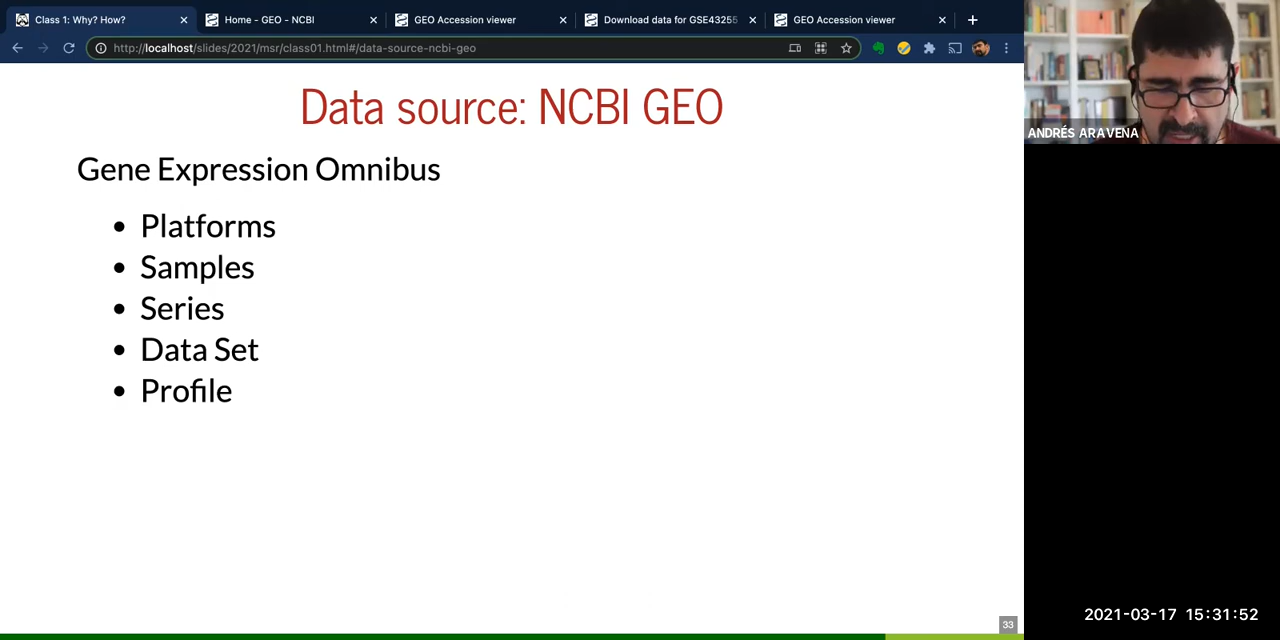 Class 1: Why? How?
Home - GEO - NCBI
GEO Accession viewer
Download data for GSE43255
GEO Accession viewer
http://localhost/slides/2021/msr/class01.html#/data-source-ncbi-geo
Data source: NCBI GEO
Gene Expression Omnibus
• Platforms
• Samples
• Series
• Data Set
• Profile
33
ANDRÉS ARAVENA
2021-03-17 15:31:52